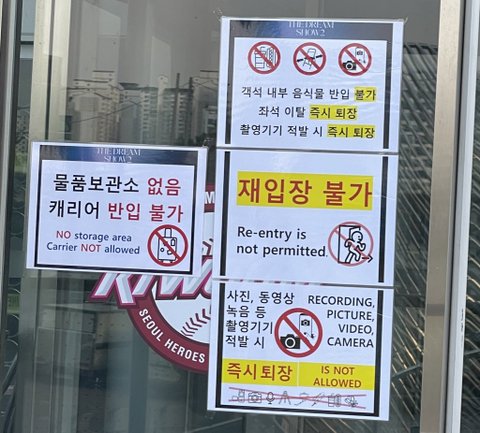 THE DREAM
SHOW2
객석 내부 음식물 반입 불가
좌석 이탈 즉시 퇴장
촬영기기 적발 시 즉시 퇴장
THE DREAM
SHOW2
물품보관소 없음
캐리어 반입 불가
NO storage area
Carrier NOT allowed
재입장 불가
Re-entry is
not permitted.
사진, 동영상
녹음 등
촬영기기
적발 시
즉시퇴장
RECORDING,
PICTURE,
VIDEO,
CAMERA
IS NOT
ALLOWED
SEOUL HEROES